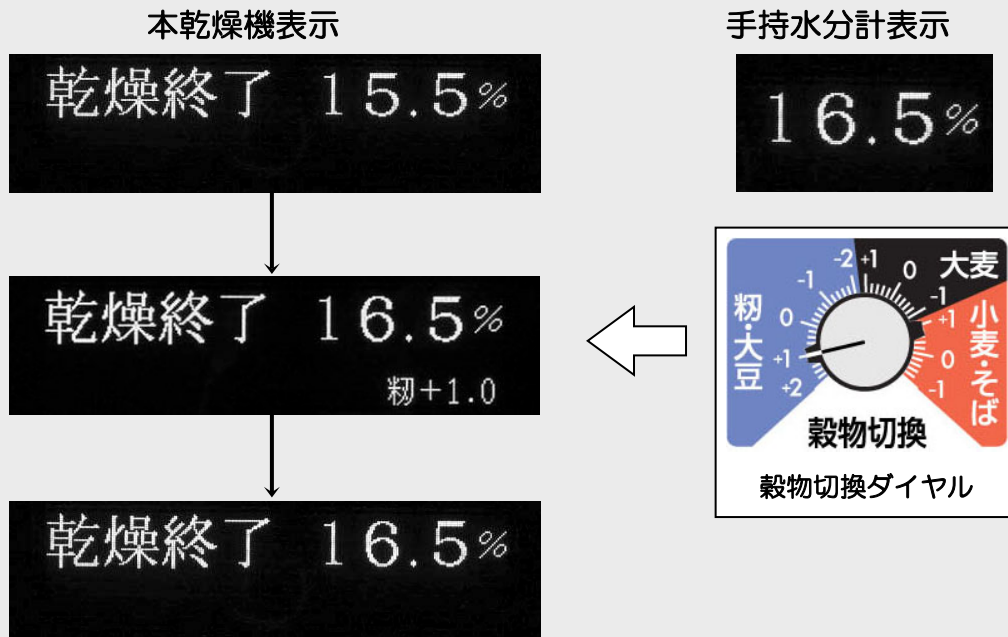 本乾燥機表示
手持水分計表示
乾燥終了 15.5%
16.5%
乾燥終了 16.5%
籾+1.0
籾・大豆
+2
+1
0
-1
-2
大麦
+1
0
-1
小麦・そば
+1
0
-1
穀物切換
穀物切換ダイヤル
乾燥終了 16.5%